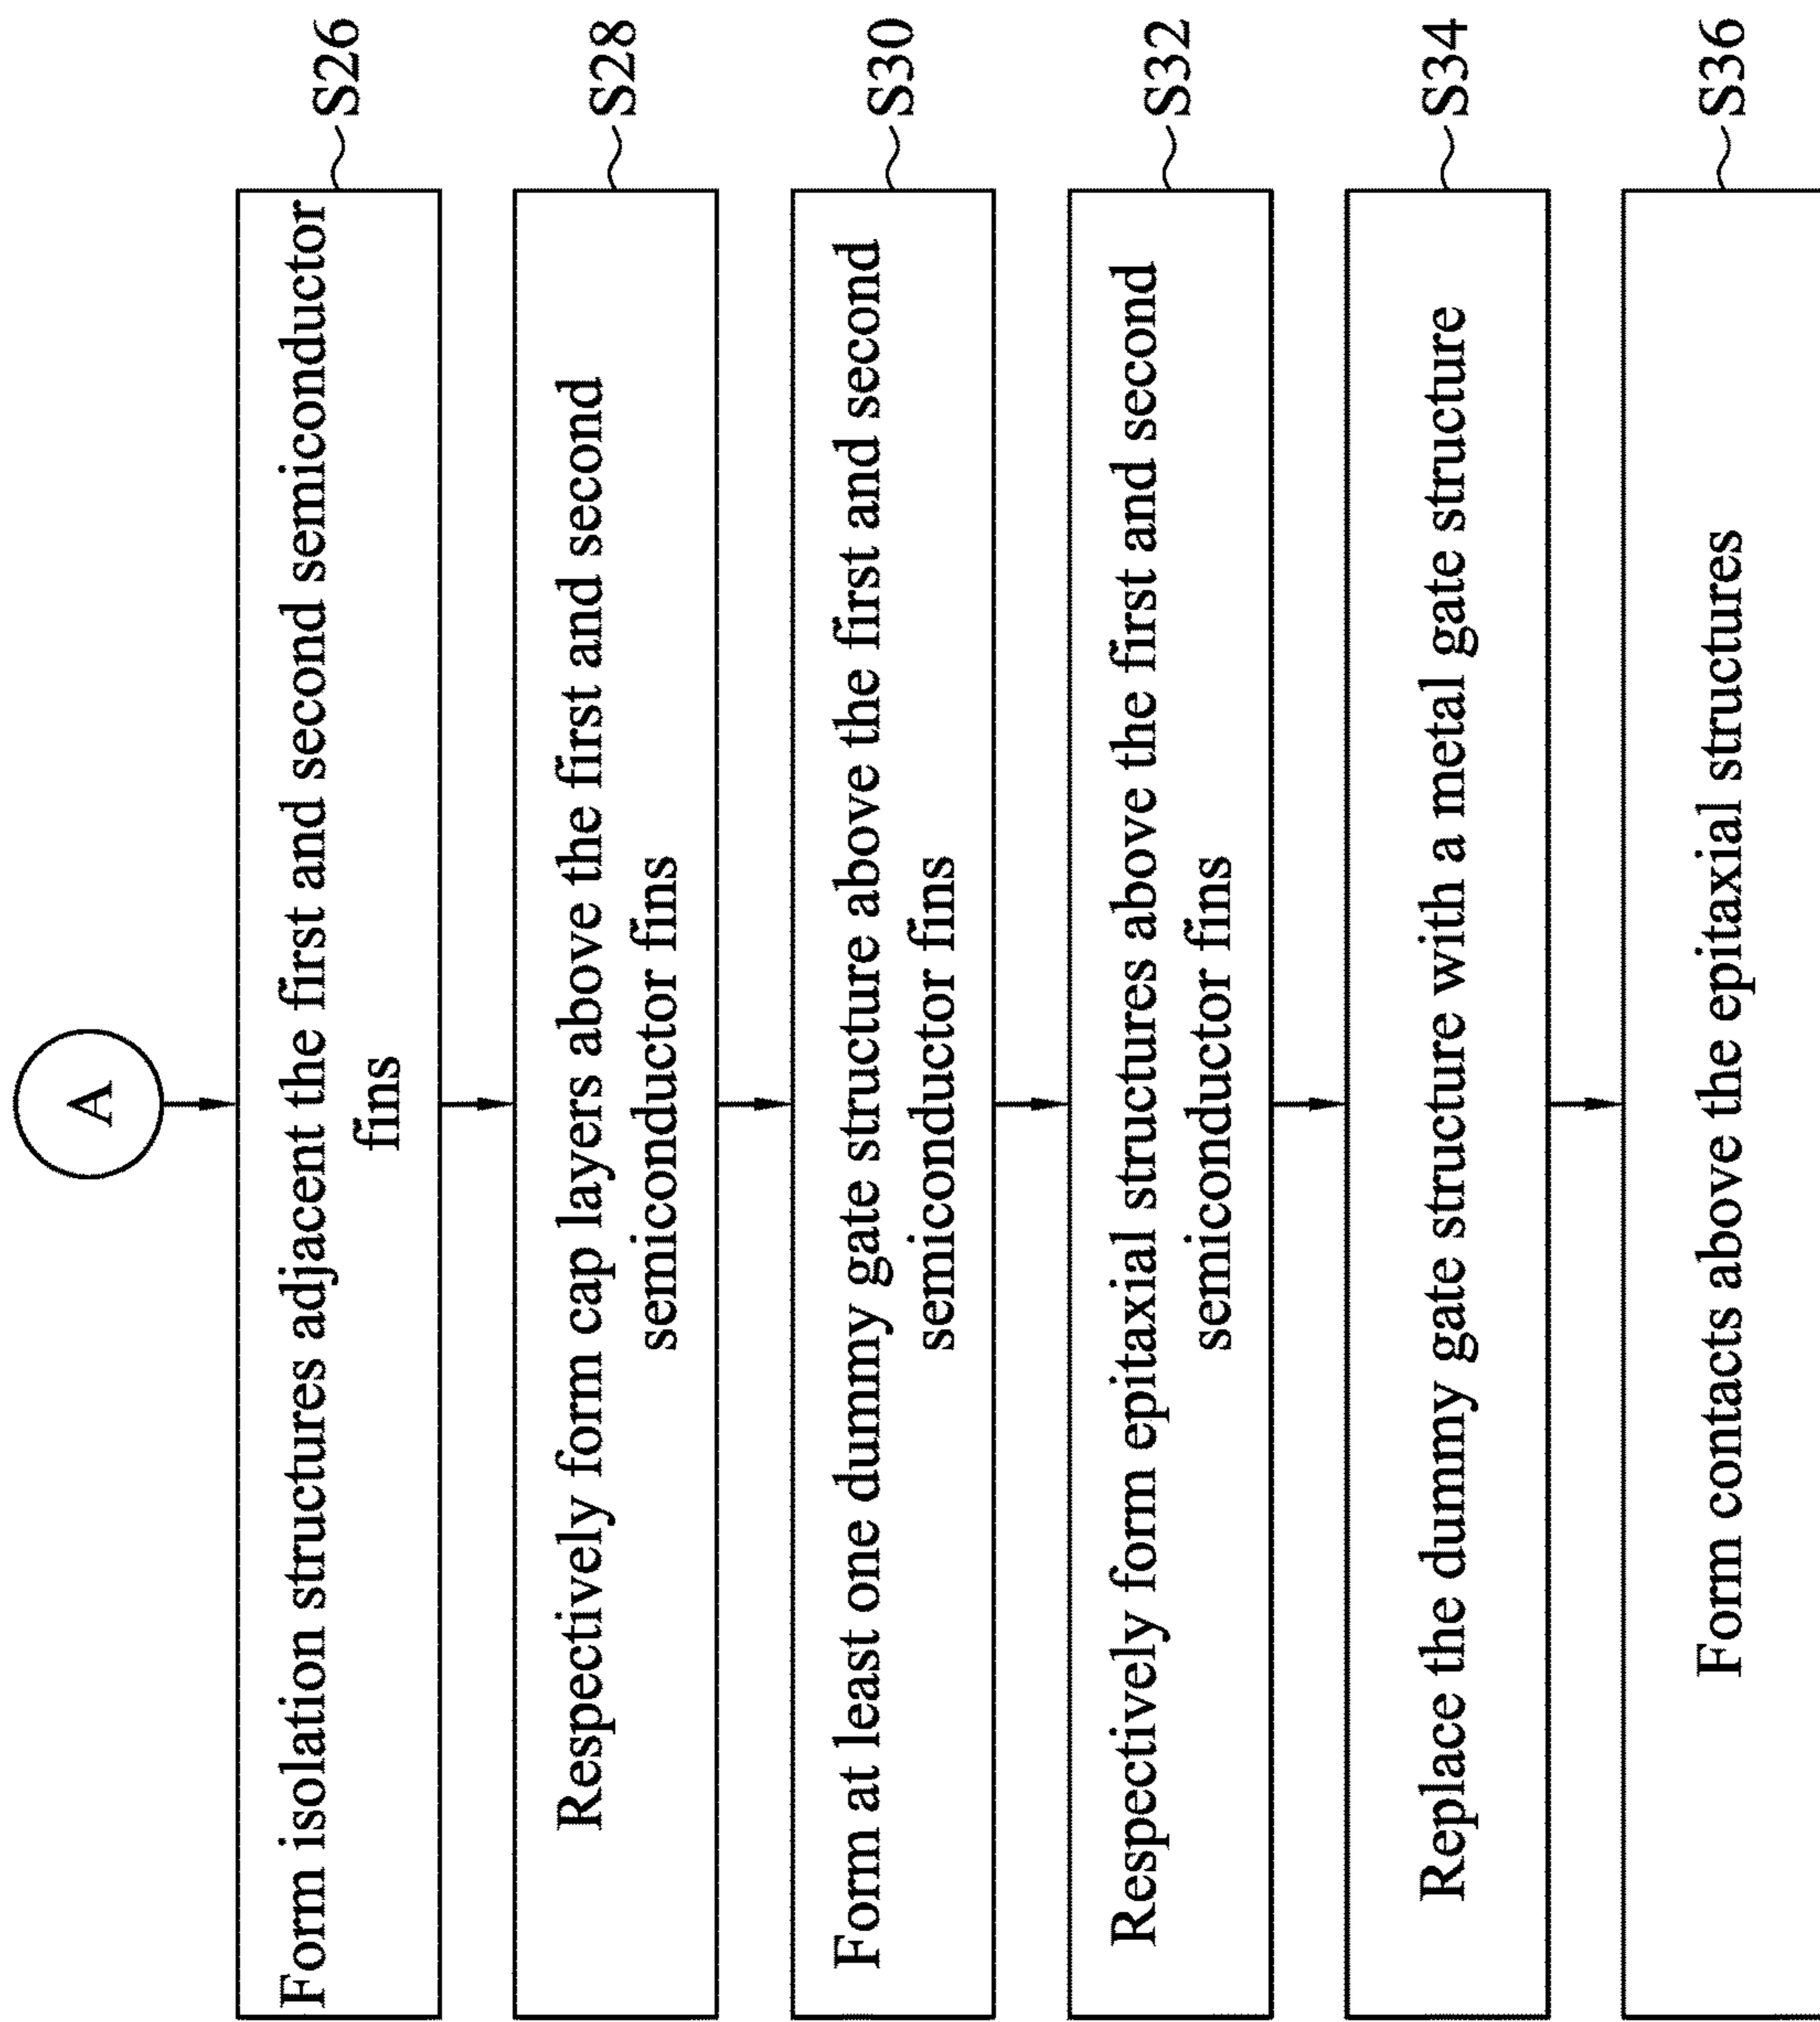 A
Form isolation structures adjacent the first and second semiconductor
fins
S26
Respectively form cap layers above the first and second
semiconductor fins
S28
Form at least one dummy gate structure above the first and second
semiconductor fins
S30
Respectively form epitaxial structures above the first and second
semiconductor fins
S32
Replace the dummy gate structure with a metal gate structure
S34
Form contacts above the epitaxial structures
S36